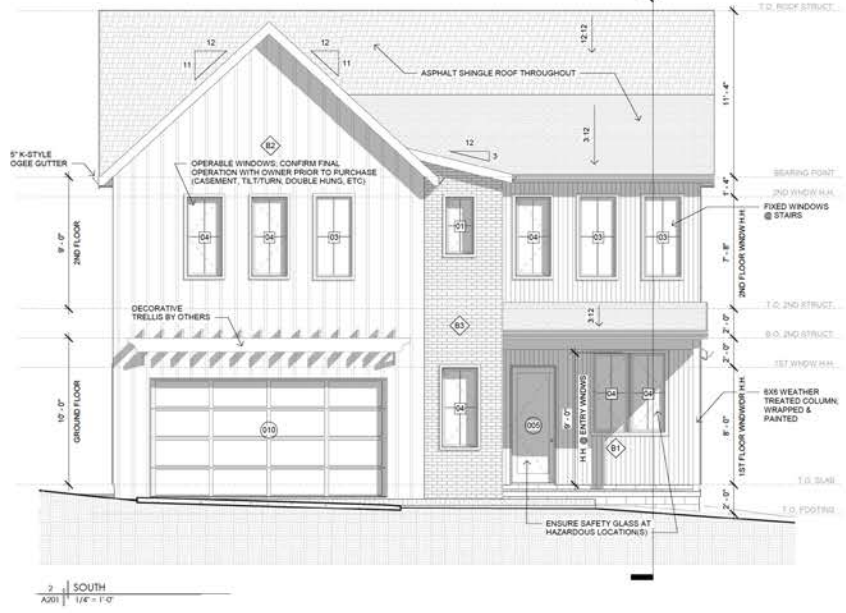 T.O. ROOF STRUCT.
12:12
12
11
12
11
ASPHALT SHINGLE ROOF THROUGHOUT
11' - 4"
3:12
12
3
B2
5" K-STYLE
OGEE GUTTER
OPERABLE WINDOWS; CONFIRM FINAL
OPERATION WITH OWNER PRIOR TO PURCHASE
(CASEMENT, TILT/TURN, DOUBLE HUNG, ETC)
BEARING POINT
1' - 4"
2ND WNDW H.H.
FIXED WINDOWS
@ STAIRS
9' - 0"
2ND FLOOR
04
04
03
01
04
03
03
7' - 8"
2ND FLOOR WNDW H.H.
DECORATIVE
TRELLIS BY OTHERS
T.O. 2ND STRUCT.
3:12
2' - 0"
B3
B.O. 2ND STRUCT.
2' - 0"
1ST WNDW H.H.
10' - 0"
GROUND FLOOR
010
04
005
9' - 0"
H.H. @ ENTRY WNDWS
04
04
B1
6X6 WEATHER
TREATED COLUMN;
WRAPPED &
PAINTED
8' - 0"
1ST FLOOR WNDW/DR H.H.
T.O. SLAB
2' - 0"
T.O. FOOTING
ENSURE SAFETY GLASS AT
HAZARDOUS LOCATION(S)
2
SOUTH
A201
1/4" = 1'-0"